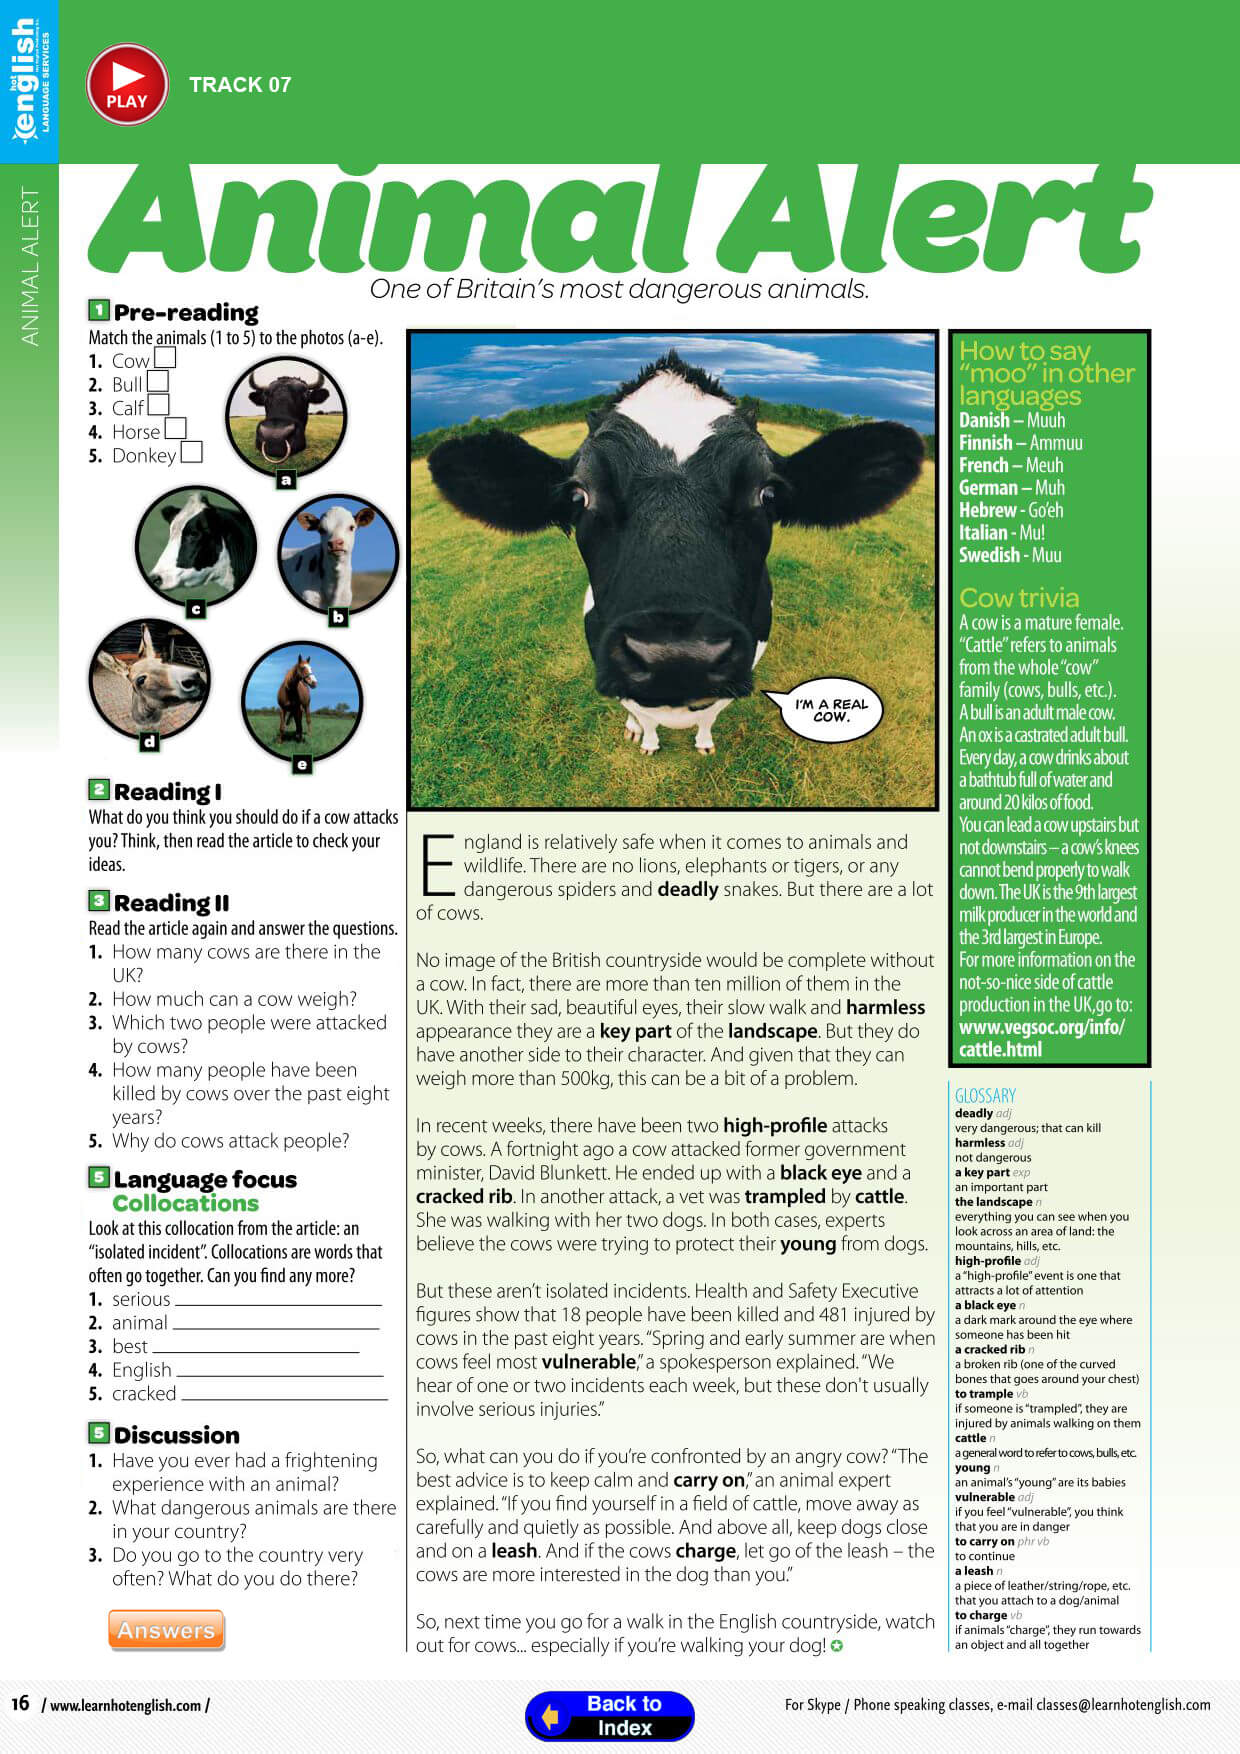 hot
english
LANGUAGE SERVICES
ANIMAL ALERT
PLAY
TRACK 07
Animal Alert
One of Britain's most dangerous animals.
1 Pre-reading
Match the animals (1 to 5) to the photos (a-e).
1. Cow
2. Bull
3. Calf
4. Horse
5. Donkey
a
c
b
d
e
2 Reading I
What do you think you should do if a cow attacks
you? Think, then read the article to check your
ideas.
3 Reading II
Read the article again and answer the questions.
1. How many cows are there in the
UK?
2. How much can a cow weigh?
3. Which two people were attacked
by cows?
4. How many people have been
killed by cows over the past eight
years?
5. Why do cows attack people?
5 Language focus
Collocations
Look at this collocation from the article: an
“isolated incident”. Collocations are words that
often go together. Can you find any more?
1. serious
2. animal
3. best
4. English
5. cracked
5 Discussion
1. Have you ever had a frightening
experience with an animal?
2. What dangerous animals are there
in your country?
3. Do you go to the country very
often? What do you do there?
Answers
I'M A REAL
COW.
England is relatively safe when it comes to animals and
wildlife. There are no lions, elephants or tigers, or any
dangerous spiders and deadly snakes. But there are a lot
of cows.
No image of the British countryside would be complete without
a cow. In fact, there are more than ten million of them in the
UK. With their sad, beautiful eyes, their slow walk and harmless
appearance they are a key part of the landscape. But they do
have another side to their character. And given that they can
weigh more than 500kg, this can be a bit of a problem.
In recent weeks, there have been two high-profile attacks
by cows. A fortnight ago a cow attacked former government
minister, David Blunkett. He ended up with a black eye and a
cracked rib. In another attack, a vet was trampled by cattle.
She was walking with her two dogs. In both cases, experts
believe the cows were trying to protect their young from dogs.
But these aren't isolated incidents. Health and Safety Executive
figures show that 18 people have been killed and 481 injured by
cows in the past eight years. “Spring and early summer are when
cows feel most vulnerable,” a spokesperson explained. “We
hear of one or two incidents each week, but these don't usually
involve serious injuries.”
So, what can you do if you're confronted by an angry cow? “The
best advice is to keep calm and carry on,” an animal expert
explained. “If you find yourself in a field of cattle, move away as
carefully and quietly as possible. And above all, keep dogs close
and on a leash. And if the cows charge, let go of the leash – the
cows are more interested in the dog than you.”
So, next time you go for a walk in the English countryside, watch
out for cows... especially if you're walking your dog!
How to say
“moo” in other
languages
Danish – Muuh
Finnish – Ammuu
French – Meuh
German – Muh
Hebrew - Go'eh
Italian - Mu!
Swedish - Muu
Cow trivia
A cow is a mature female.
“Cattle” refers to animals
from the whole “cow”
family (cows, bulls, etc.).
A bull is an adult male cow.
An ox is a castrated adult bull.
Every day, a cow drinks about
a bathtub full of water and
around 20 kilos of food.
You can lead a cow upstairs but
not downstairs – a cow's knees
cannot bend properly to walk
down. The UK is the 9th largest
milk producer in the world and
the 3rd largest in Europe.
For more information on the
not-so-nice side of cattle
production in the UK, go to:
www.vegsoc.org/info/
cattle.html
GLOSSARY
deadly adj
very dangerous; that can kill
harmless adj
not dangerous
a key part exp
an important part
the landscape n
everything you can see when you
look across an area of land: the
mountains, hills, etc.
high-profile adj
a “high-profile” event is one that
attracts a lot of attention
a black eye n
a dark mark around the eye where
someone has been hit
a cracked rib n
a broken rib (one of the curved
bones that goes around your chest)
to trample vb
if someone is “trampled”, they are
injured by animals walking on them
cattle n
a general word to refer to cows, bulls, etc.
young n
an animal's “young” are its babies
vulnerable adj
if you feel “vulnerable”, you think
that you are in danger
to carry on phr vb
to continue
a leash n
a piece of leather/string/rope, etc.
that you attach to a dog/animal
to charge vb
if animals “charge”, they run towards
an object and all together
16 / www.learnhotenglish.com /
Back to
Index
For Skype / Phone speaking classes, e-mail classes@learnhotenglish.com